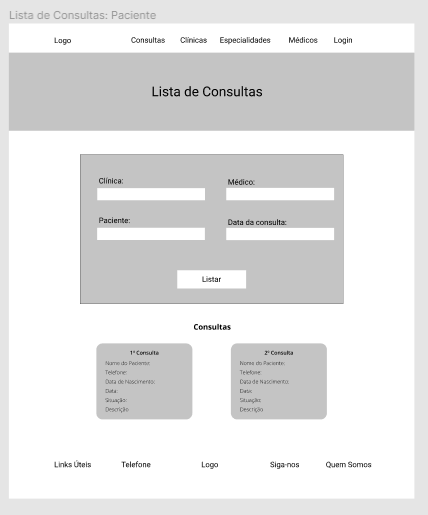 Lista de Consultas: Paciente
Logo Consultas Clínicas Especialidades Médicos Login
Lista de Consultas
Clínica: Médico:
Paciente: Data da consulta:
Listar
Consultas
1ª Consulta 2ª Consulta
Nome do Paciente: Nome do Paciente:
Telefone: Telefone:
Data de Nascimento: Data de Nascimento:
Data: Data:
Situação: Situação:
Descrição Descrição
Links Úteis Telefone Logo Siga-nos Quem Somos